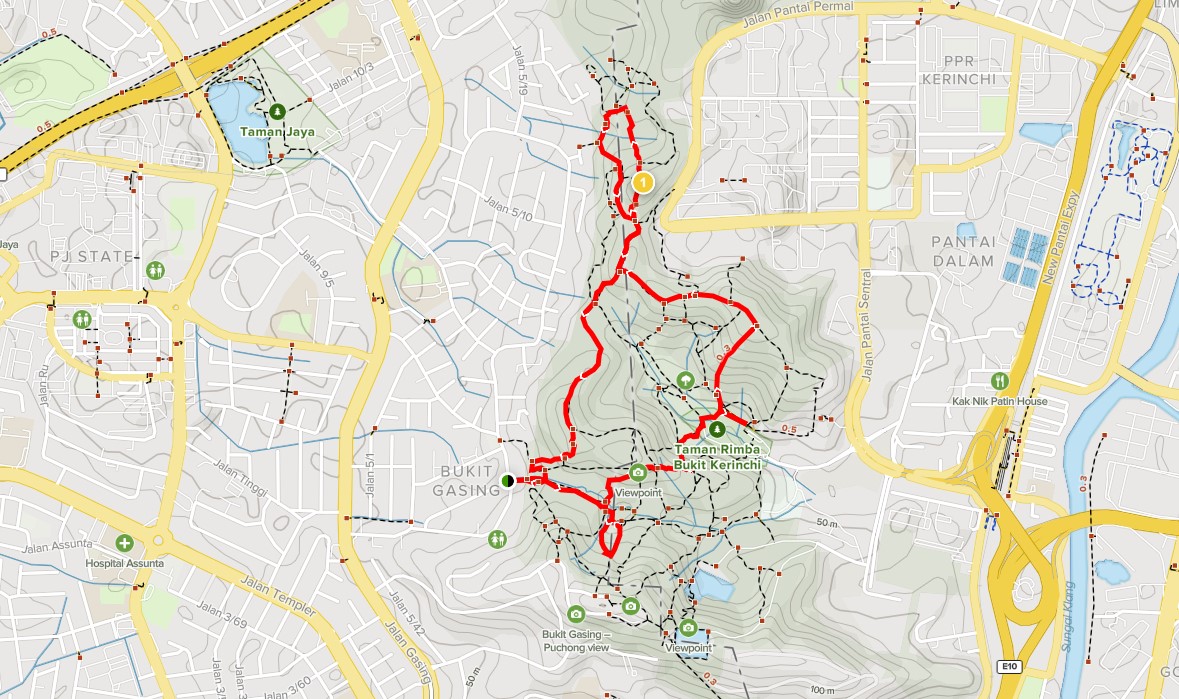 LIM
Jalan Pantai Permai
0.5
Jalan 5/19
Jalan 10/3
PPR
KERINCHI
0.5
Taman Jaya
1
Jalan 5/10
Jaya
PJ STATE
Jalan 9/5
PANTAI
DALAM
New Pantai Expy
Jalan Pantai Sentral
0.3
Jalan Ru
Kak Nik Patin House
0.5
Taman Rimba
Bukit Kerinchi
BUKIT
GASING
Viewpoint
Jalan Tinggi
Jalan 5/1
0.3
50 m
Jalan Assunta
Hospital Assunta
Jalan Templer
Jalan 3/69
Jalan 5/42
Jalan Gasing
Bukit Gasing –
Puchong view
Viewpoint
Sungai Klang
E10
50 m
0.3
100 m
Jalan 3/60